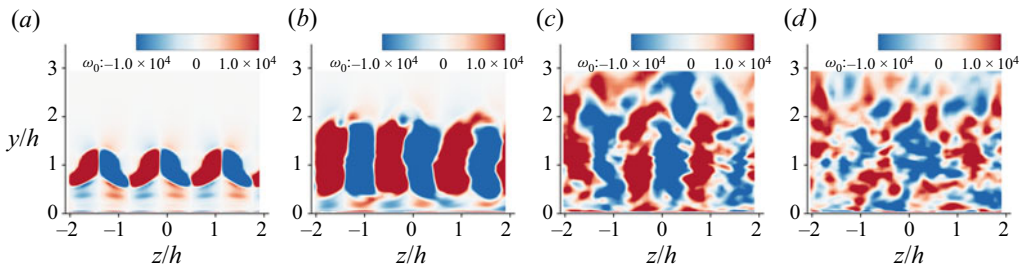 (a) (b) (c) (d)
ω0:–1.0 × 10^4 0 1.0 × 10^4 ω0:–1.0 × 10^4 0 1.0 × 10^4 ω0:–1.0 × 10^4 0 1.0 × 10^4 ω0:–1.0 × 10^4 0 1.0 × 10^4
3 3 3 3
2 2 2 2
y/h
1 1 1 1
0 0 0 0
–2 –1 0 1 2 –2 –1 0 1 2 –2 –1 0 1 2 –2 –1 0 1 2
z/h z/h z/h z/h